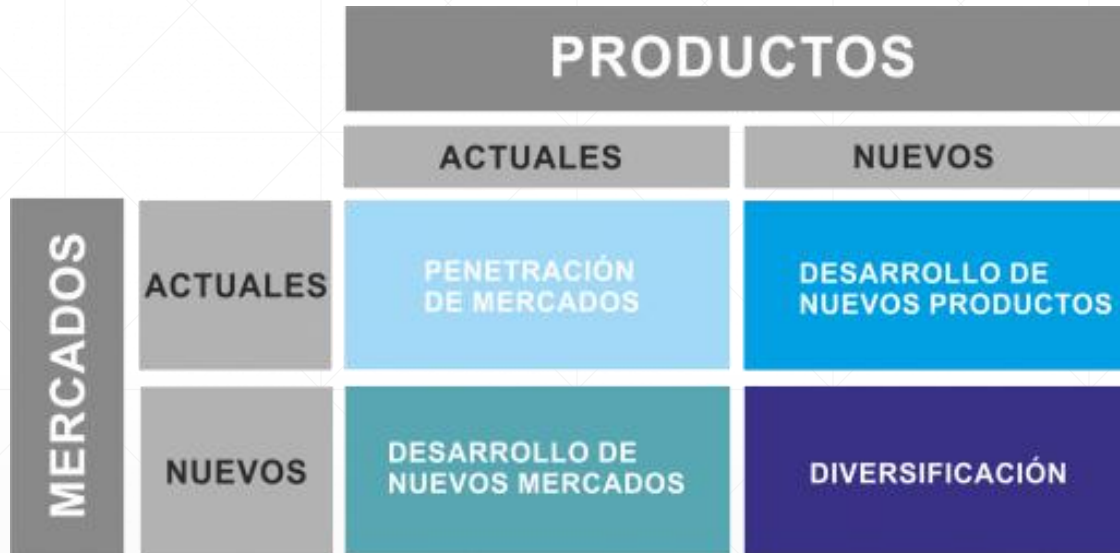 PRODUCTOS
ACTUALES
NUEVOS
MERCADOS
ACTUALES
PENETRACIÓN
DE MERCADOS
DESARROLLO DE
NUEVOS PRODUCTOS
NUEVOS
DESARROLLO DE
NUEVOS MERCADOS
DIVERSIFICACIÓN